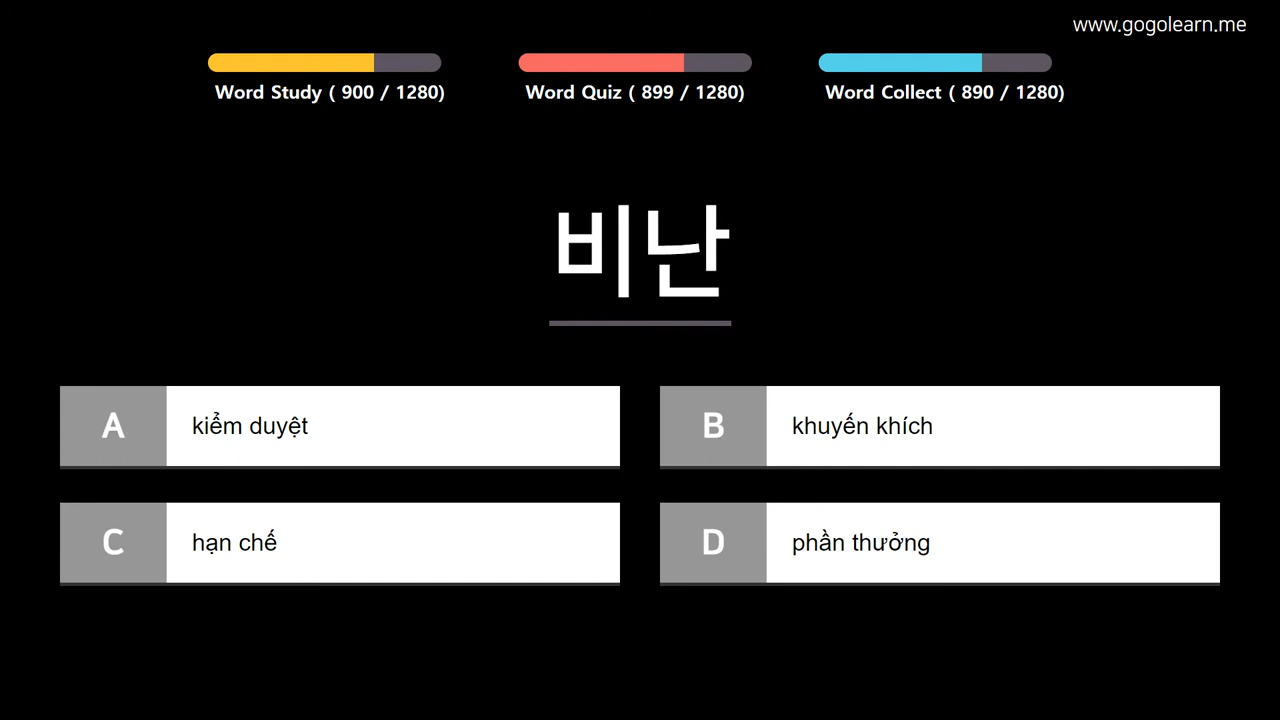 www.gogolearn.me
Word Study ( 900 / 1280)
Word Quiz ( 899 / 1280)
Word Collect ( 890 / 1280)
비난
A kiểm duyệt
B khuyến khích
C hạn chế
D phần thưởng